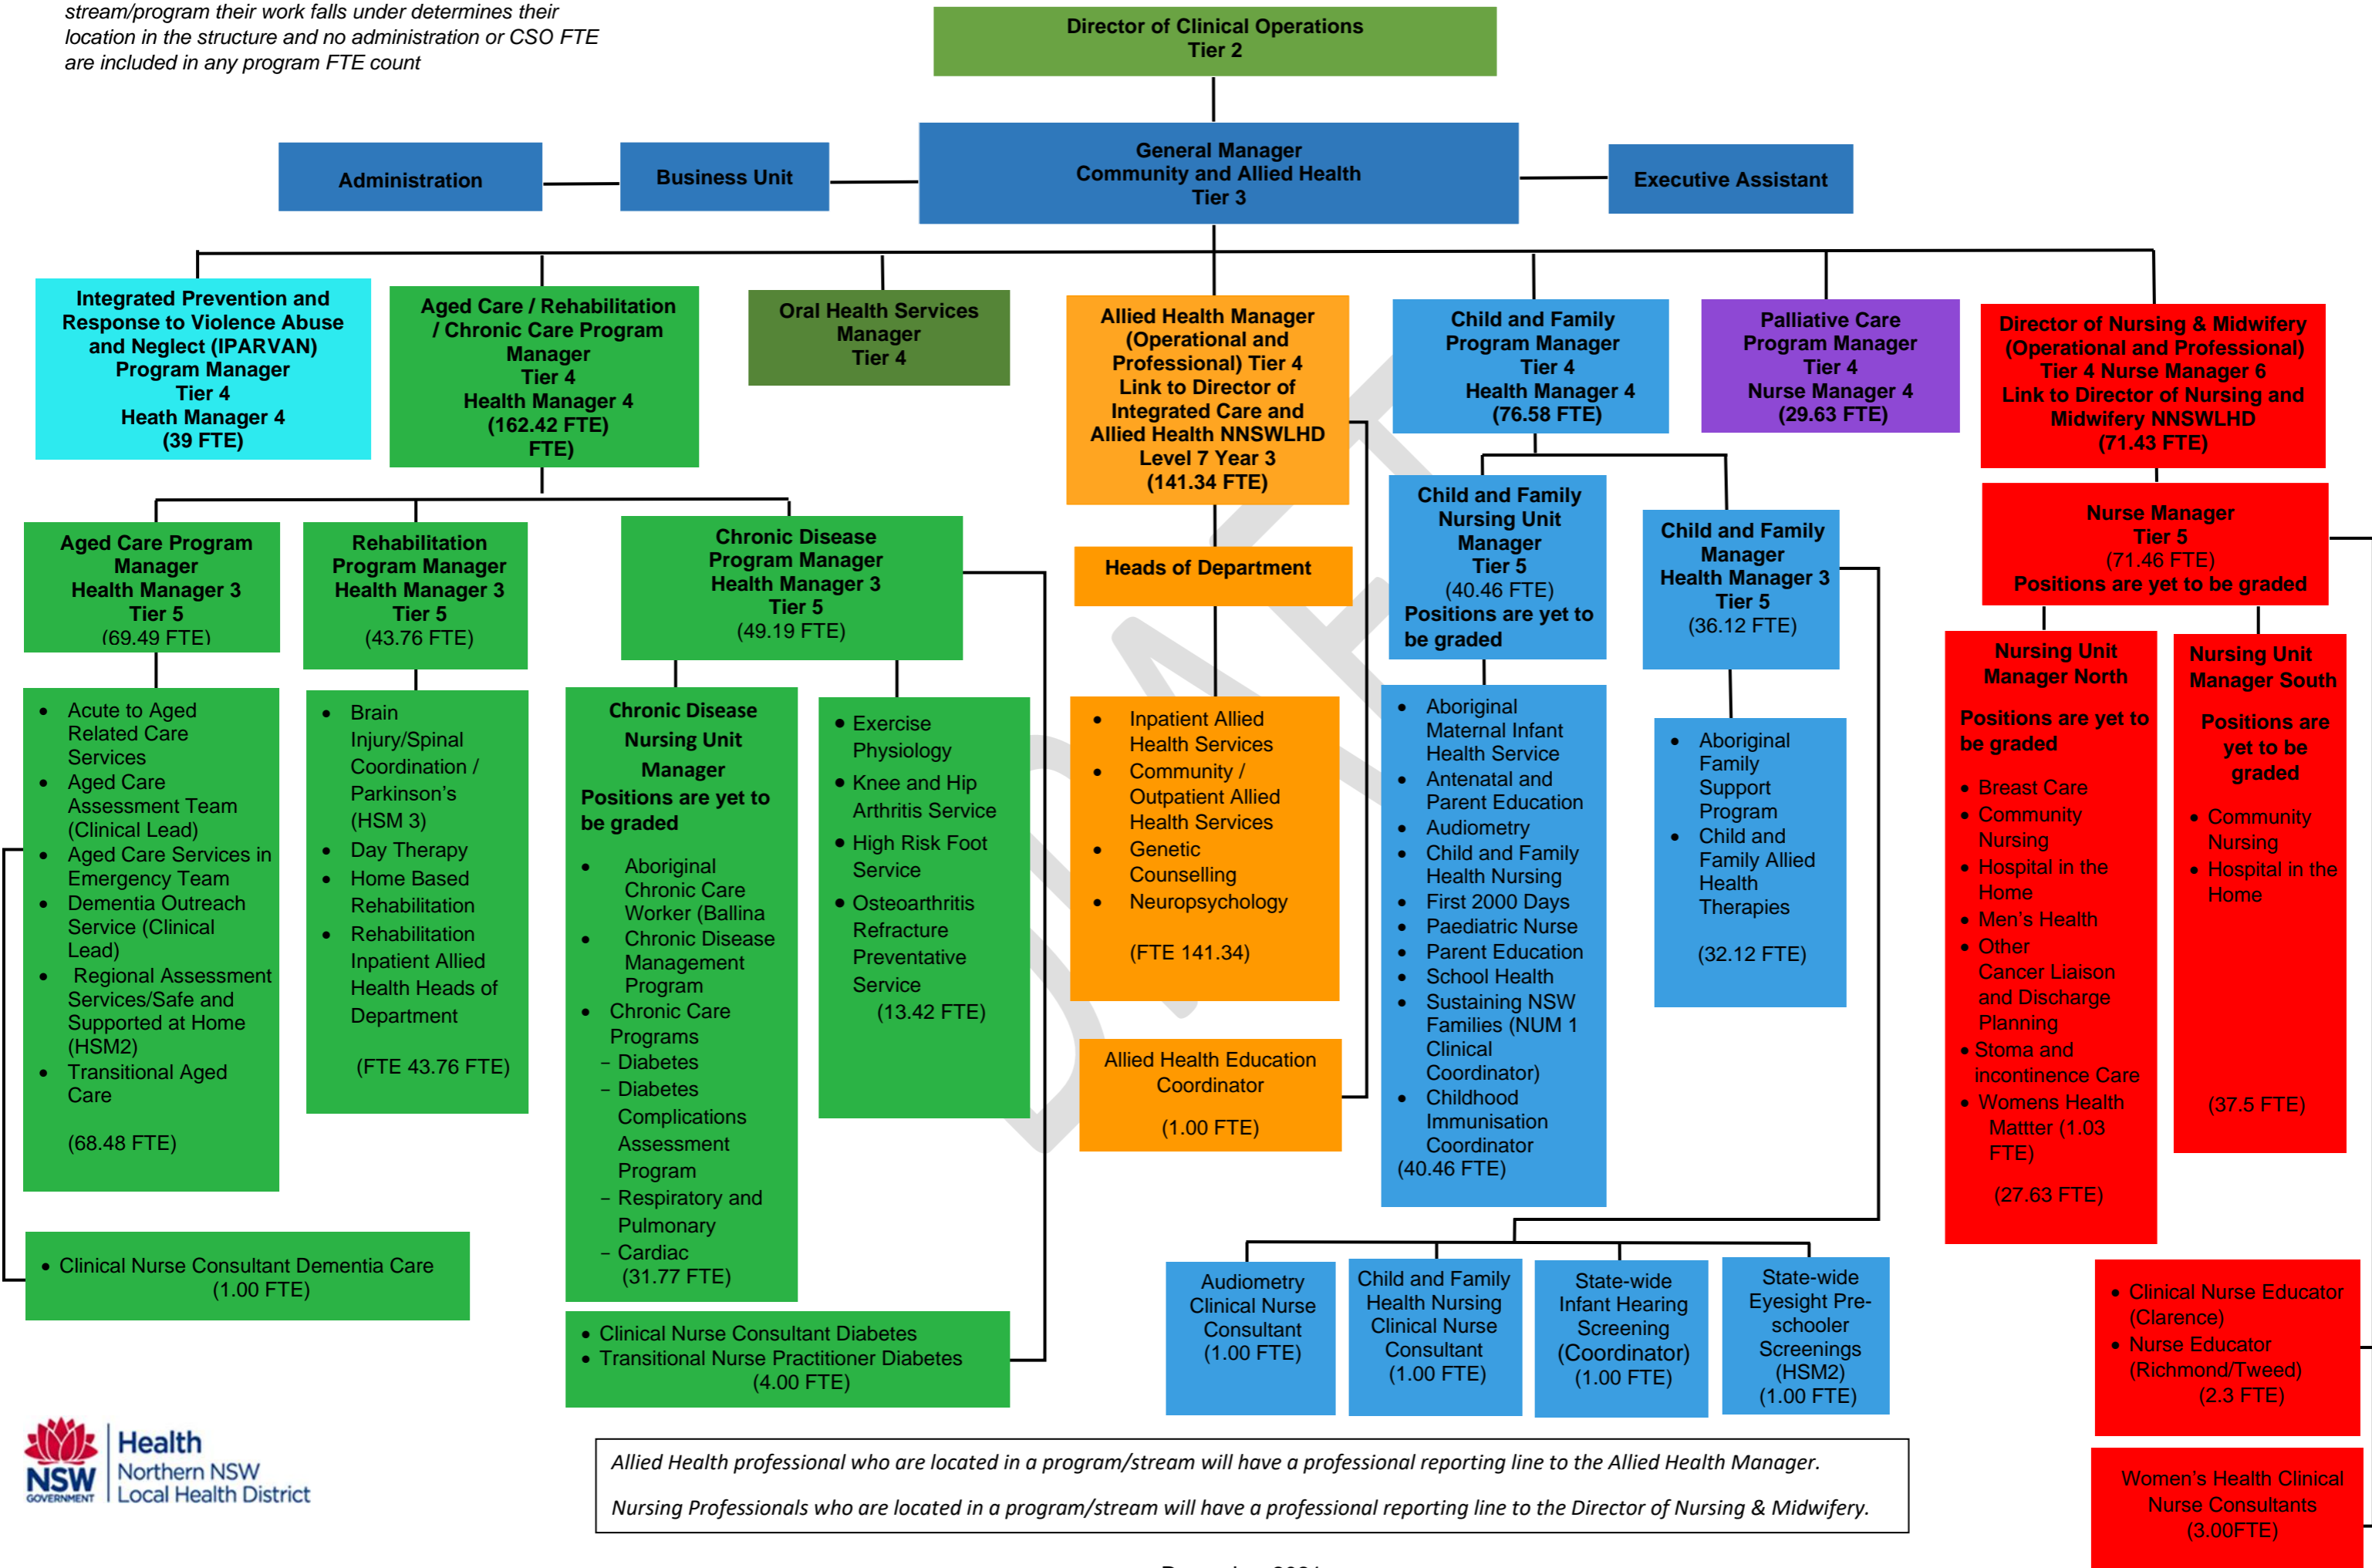 stream/program their work falls under determines their
location in the structure and no administration or CSO FTE
are included in any program FTE count
Director of Clinical Operations
Tier 2
Administration
Business Unit
General Manager
Community and Allied Health
Tier 3
Executive Assistant
Integrated Prevention and
Response to Violence Abuse
and Neglect (IPARVAN)
Program Manager
Tier 4
Heath Manager 4
(39 FTE)
Aged Care / Rehabilitation
/ Chronic Care Program
Manager
Tier 4
Health Manager 4
(162.42 FTE)
FTE)
Oral Health Services
Manager
Tier 4
Allied Health Manager
(Operational and
Professional) Tier 4
Link to Director of
Integrated Care and
Allied Health NNSWLHD
Level 7 Year 3
(141.34 FTE)
Child and Family
Program Manager
Tier 4
Health Manager 4
(76.58 FTE)
Palliative Care
Program Manager
Tier 4
Nurse Manager 4
(29.63 FTE)
Director of Nursing & Midwifery
(Operational and Professional)
Tier 4 Nurse Manager 6
Link to Director of Nursing and
Midwifery NNSWLHD
(71.43 FTE)
Aged Care Program
Manager
Health Manager 3
Tier 5
(69.49 FTE)
Rehabilitation
Program Manager
Health Manager 3
Tier 5
(43.76 FTE)
Chronic Disease
Program Manager
Health Manager 3
Tier 5
(49.19 FTE)
Heads of Department
Child and Family
Nursing Unit
Manager
Tier 5
(40.46 FTE)
Positions are yet to
be graded
Child and Family
Manager
Health Manager 3
Tier 5
(36.12 FTE)
Nurse Manager
Tier 5
(71.46 FTE)
Positions are yet to be graded
• Acute to Aged
Related Care
Services
• Aged Care
Assessment Team
(Clinical Lead)
• Aged Care Services in
Emergency Team
• Dementia Outreach
Service (Clinical
Lead)
• Regional Assessment
Services/Safe and
Supported at Home
(HSM2)
• Transitional Aged
Care
(68.48 FTE)
• Brain
Injury/Spinal
Coordination /
Parkinson's
(HSM 3)
• Day Therapy
• Home Based
Rehabilitation
• Rehabilitation
Inpatient Allied
Health Heads of
Department
(FTE 43.76 FTE)
Chronic Disease
Nursing Unit
Manager
Positions are yet to
be graded
• Aboriginal
Chronic Care
Worker (Ballina
• Chronic Disease
Management
Program
• Chronic Care
Programs
– Diabetes
– Diabetes
Complications
Assessment
Program
– Respiratory and
Pulmonary
– Cardiac
(31.77 FTE)
• Exercise
Physiology
• Knee and Hip
Arthritis Service
• High Risk Foot
Service
• Osteoarthritis
Refracture
Preventative
Service
(13.42 FTE)
• Inpatient Allied
Health Services
• Community /
Outpatient Allied
Health Services
• Genetic
Counselling
• Neuropsychology
(FTE 141.34)
Allied Health Education
Coordinator
(1.00 FTE)
• Aboriginal
Maternal Infant
Health Service
• Antenatal and
Parent Education
• Audiometry
• Child and Family
Health Nursing
• First 2000 Days
• Paediatric Nurse
• Parent Education
• School Health
• Sustaining NSW
Families (NUM 1
Clinical
Coordinator)
• Childhood
Immunisation
Coordinator
(40.46 FTE)
• Aboriginal
Family
Support
Program
• Child and
Family Allied
Health
Therapies
(32.12 FTE)
Nursing Unit
Manager North
Positions are yet to
be graded
• Breast Care
• Community
Nursing
• Hospital in the
Home
• Men's Health
• Other
Cancer Liaison
and Discharge
Planning
• Stoma and
incontinence Care
• Womens Health
Mattter (1.03
FTE)
(27.63 FTE)
Nursing Unit
Manager South
Positions are
yet to be
graded
• Community
Nursing
• Hospital in the
Home
(37.5 FTE)
• Clinical Nurse Consultant Dementia Care
(1.00 FTE)
• Clinical Nurse Consultant Diabetes
• Transitional Nurse Practitioner Diabetes
(4.00 FTE)
Audiometry
Clinical Nurse
Consultant
(1.00 FTE)
Child and Family
Health Nursing
Clinical Nurse
Consultant
(1.00 FTE)
State-wide
Infant Hearing
Screening
(Coordinator)
(1.00 FTE)
State-wide
Eyesight Pre-
schooler
Screenings
(HSM2)
(1.00 FTE)
• Clinical Nurse Educator
(Clarence)
• Nurse Educator
(Richmond/Tweed)
(2.3 FTE)
Women's Health Clinical
Nurse Consultants
(3.00FTE)
DRAFT
NSW
GOVERNMENT
Health
Northern NSW
Local Health District
Allied Health professional who are located in a program/stream will have a professional reporting line to the Allied Health Manager.
Nursing Professionals who are located in a program/stream will have a professional reporting line to the Director of Nursing & Midwifery.